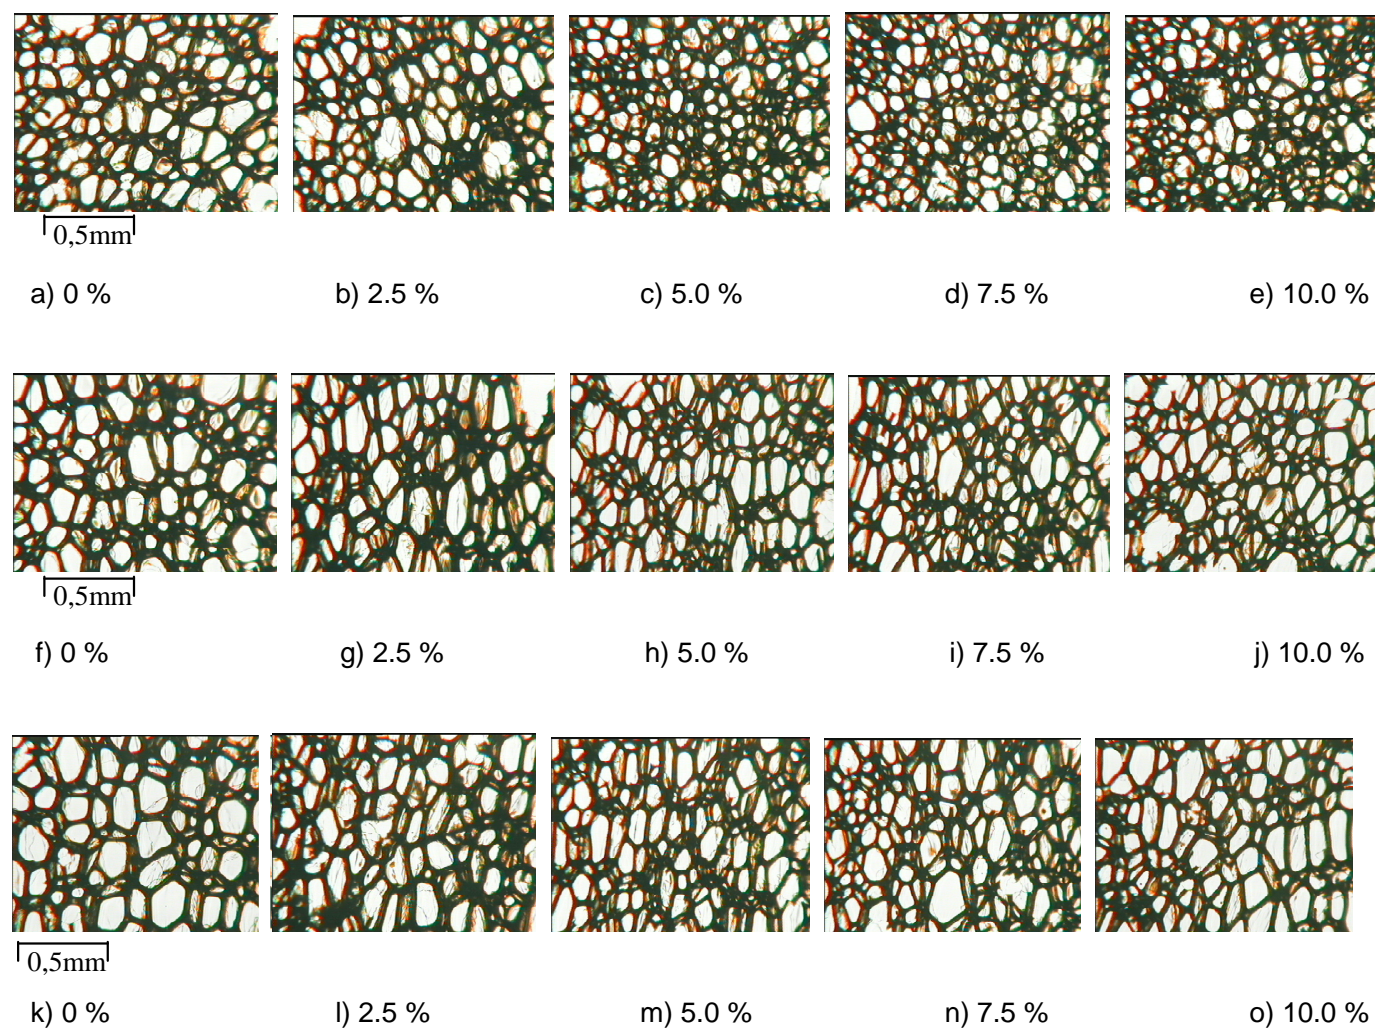 0,5mm
a) 0 % b) 2.5 % c) 5.0 % d) 7.5 % e) 10.0 %
0,5mm
f) 0 % g) 2.5 % h) 5.0 % i) 7.5 % j) 10.0 %
0,5mm
k) 0 % l) 2.5 % m) 5.0 % n) 7.5 % o) 10.0 %